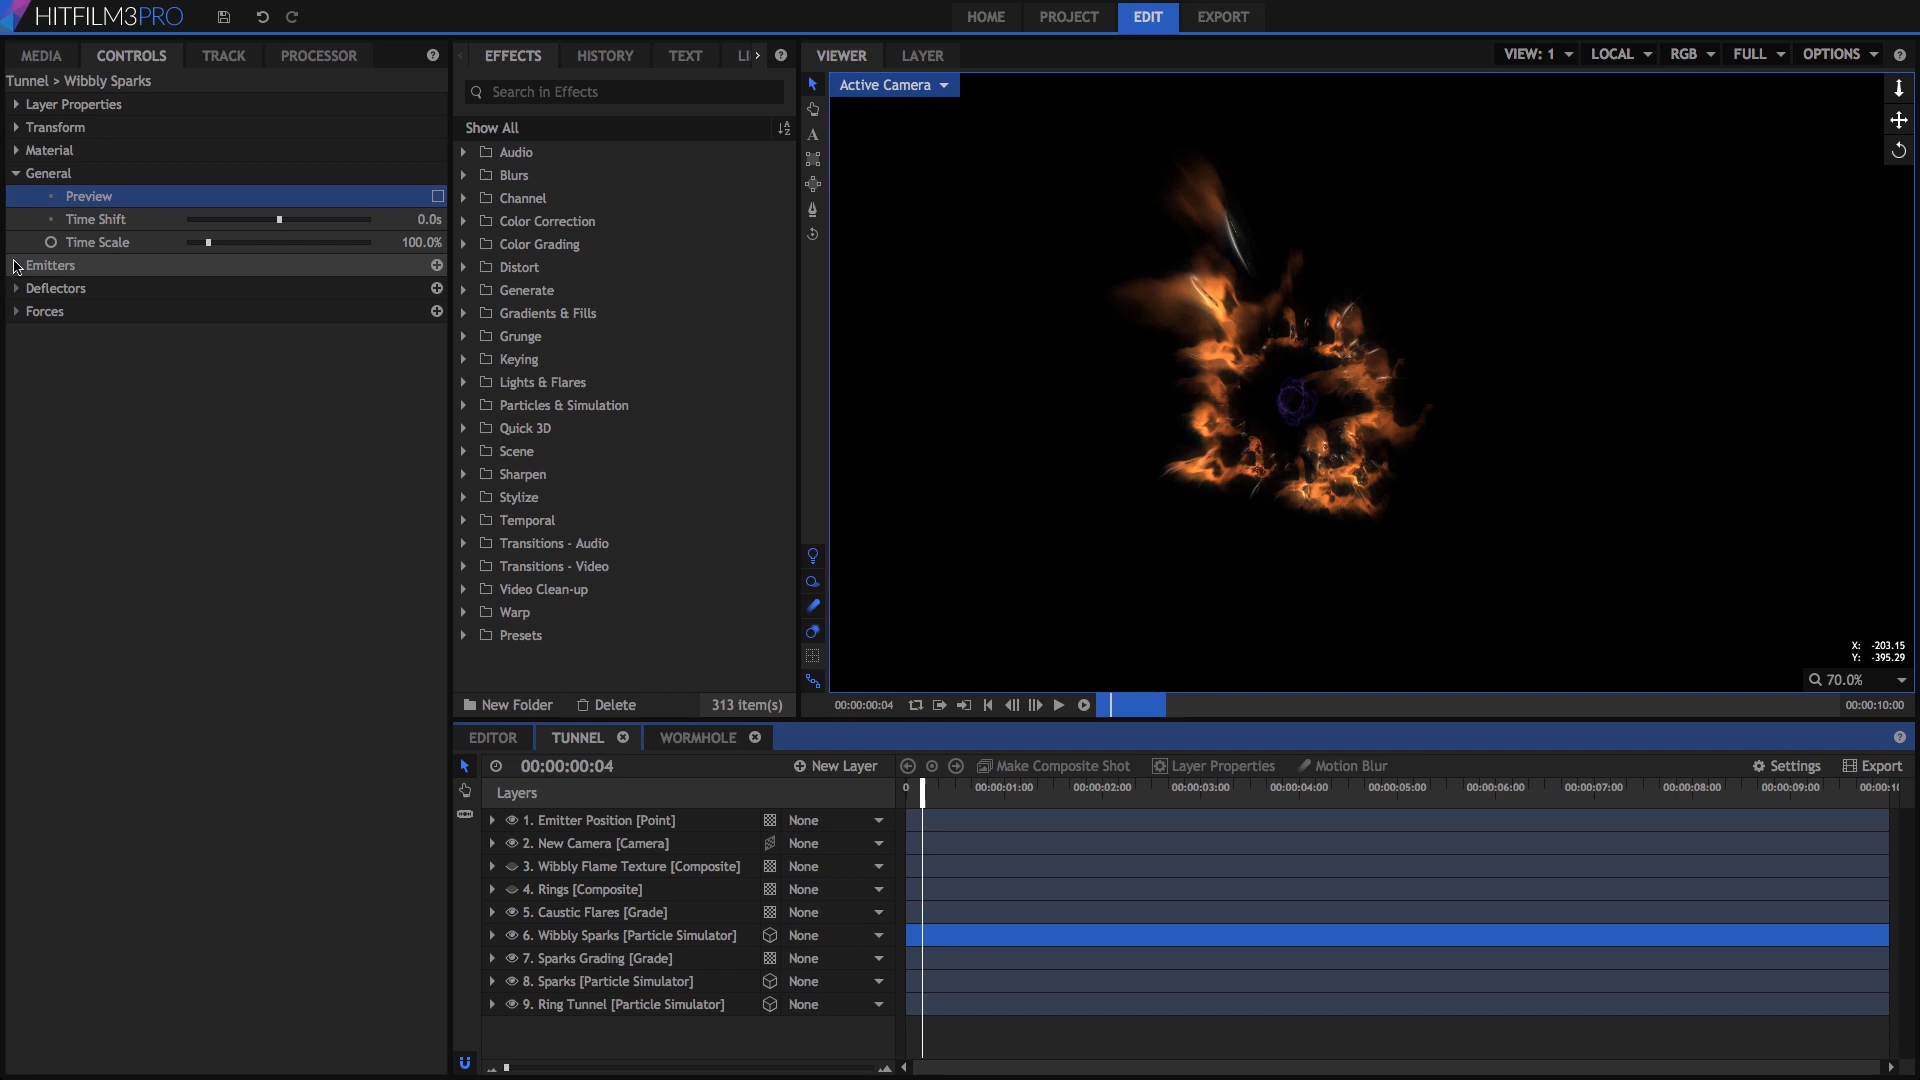 HITFILM3PRO
HOME PROJECT EDIT EXPORT
MEDIA CONTROLS TRACK PROCESSOR
Tunnel > Wibbly Sparks
Layer Properties
Transform
Material
General
Preview
Time Shift 0.0s
Time Scale 100.0%
Emitters
Deflectors
Forces
EFFECTS HISTORY TEXT LI
Search in Effects
Show All
Audio
Blurs
Channel
Color Correction
Color Grading
Distort
Generate
Gradients & Fills
Grunge
Keying
Lights & Flares
Particles & Simulation
Quick 3D
Scene
Sharpen
Stylize
Temporal
Transitions - Audio
Transitions - Video
Video Clean-up
Warp
Presets
New Folder Delete 313 item(s)
VIEWER LAYER
VIEW: 1 LOCAL RGB FULL OPTIONS
Active Camera
X: -203.15
Y: -395.29
70.0%
00:00:00:04 00:00:10:00
EDITOR TUNNEL WORMHOLE
00:00:00:04 New Layer Make Composite Shot Layer Properties Motion Blur Settings Export
Layers
0 00:00:01:00 00:00:02:00 00:00:03:00 00:00:04:00 00:00:05:00 00:00:06:00 00:00:07:00 00:00:08:00 00:00:09:00
1. Emitter Position [Point] None
2. New Camera [Camera] None
3. Wibbly Flame Texture [Composite] None
4. Rings [Composite] None
5. Caustic Flares [Grade] None
6. Wibbly Sparks [Particle Simulator] None
7. Sparks Grading [Grade] None
8. Sparks [Particle Simulator] None
9. Ring Tunnel [Particle Simulator] None